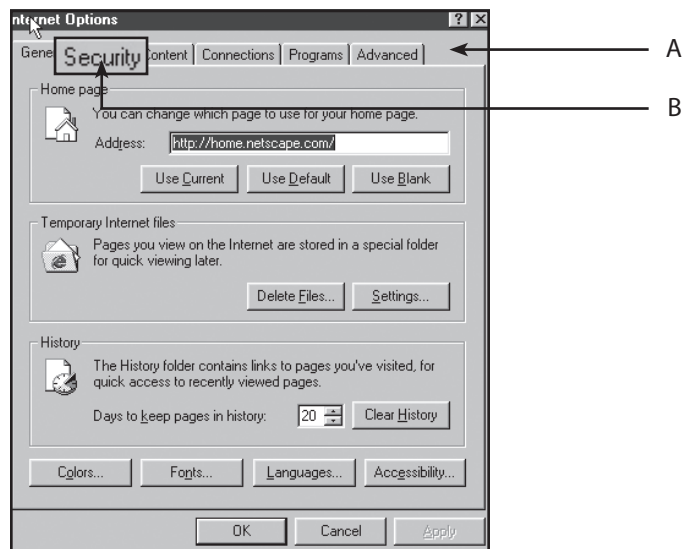 nternet Options
Gene Security Content Connections Programs Advanced
A
B
Home page
You can change which page to use for your home page.
Address: http://home.netscape.com/
Use Current Use Default Use Blank
Temporary Internet files
Pages you view on the Internet are stored in a special folder
for quick viewing later.
Delete Files... Settings...
History
The History folder contains links to pages you've visited, for
quick access to recently viewed pages.
Days to keep pages in history: 20 Clear History
Colors... Fonts... Languages... Accessibility...
OK Cancel Apply